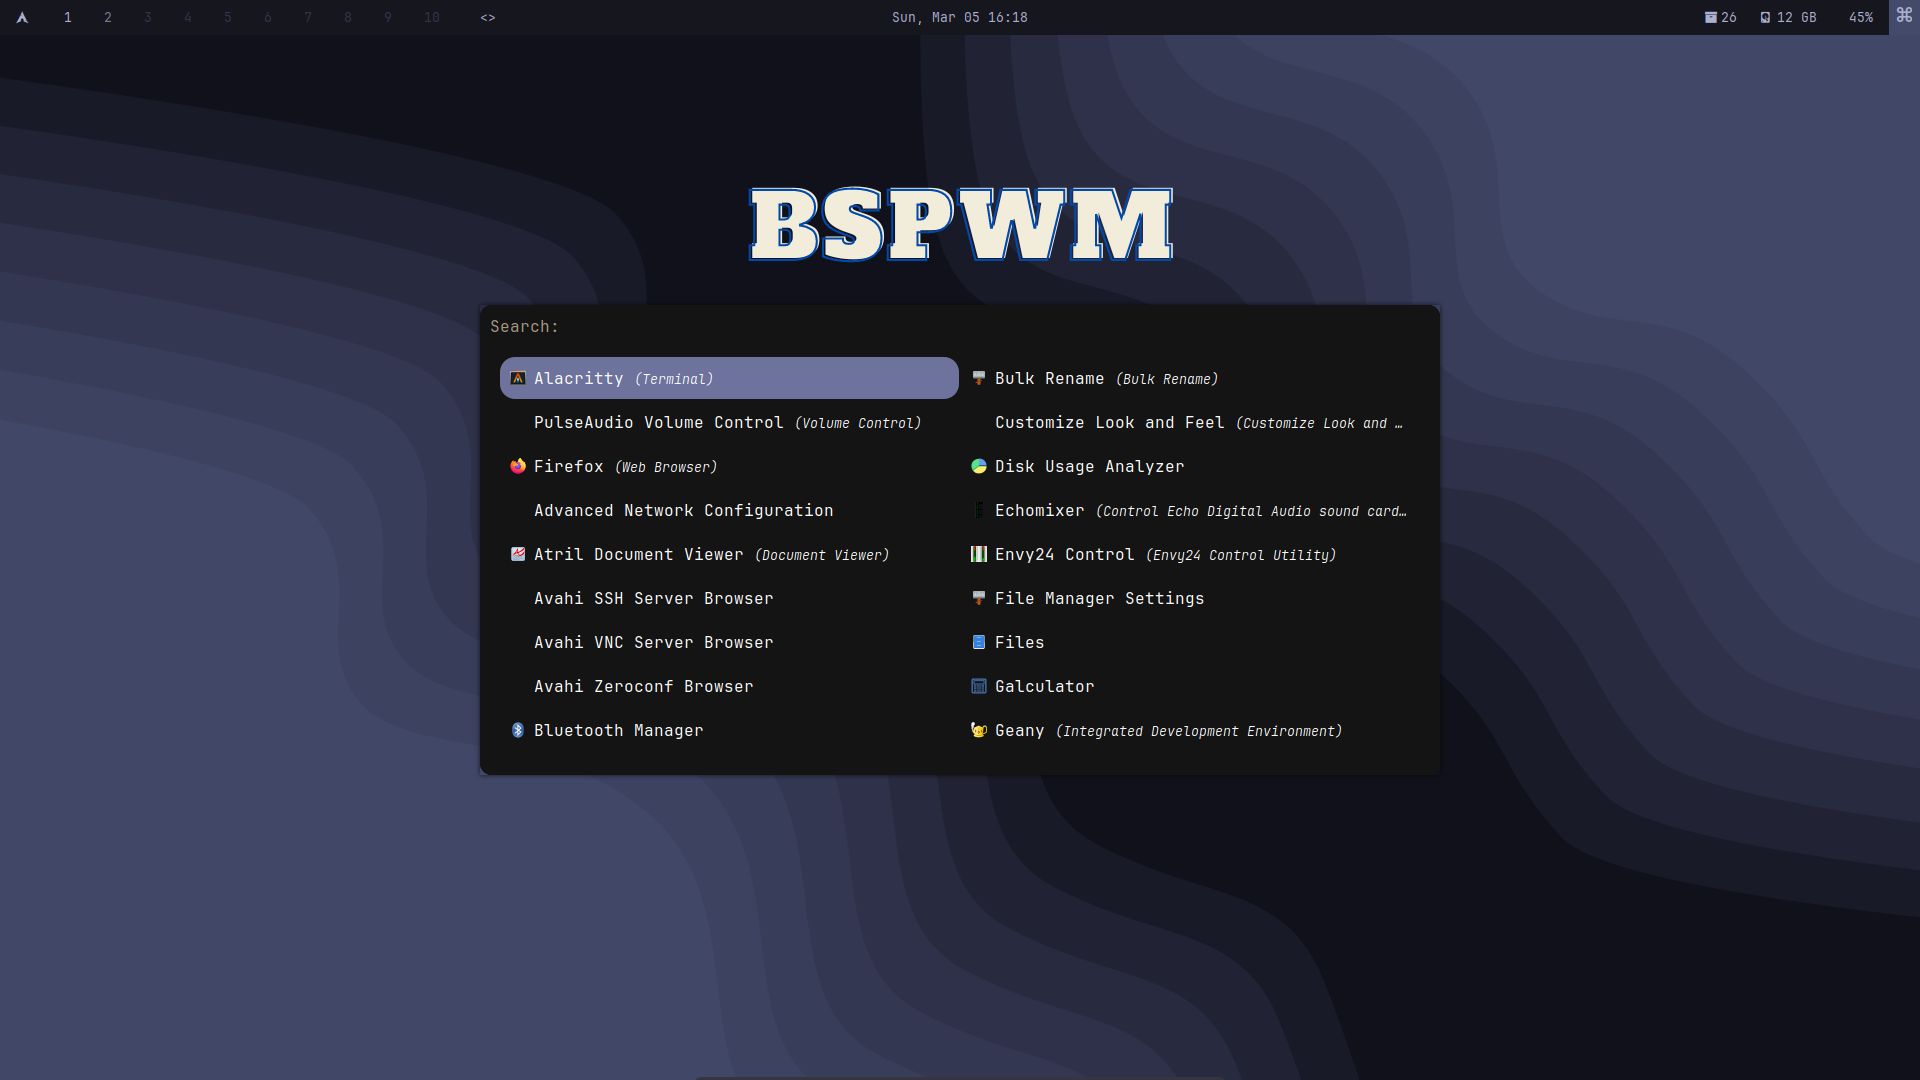 1 2 3 4 5 6 7 8 9 10 <> Sun, Mar 05 16:18 26 12 GB 45% ⌘
BSPWM
Search:
Alacritty (Terminal)
PulseAudio Volume Control (Volume Control)
Firefox (Web Browser)
Advanced Network Configuration
Atril Document Viewer (Document Viewer)
Avahi SSH Server Browser
Avahi VNC Server Browser
Avahi Zeroconf Browser
Bluetooth Manager
Bulk Rename (Bulk Rename)
Customize Look and Feel (Customize Look and …
Disk Usage Analyzer
Echomixer (Control Echo Digital Audio sound card…
Envy24 Control (Envy24 Control Utility)
File Manager Settings
Files
Galculator
Geany (Integrated Development Environment)